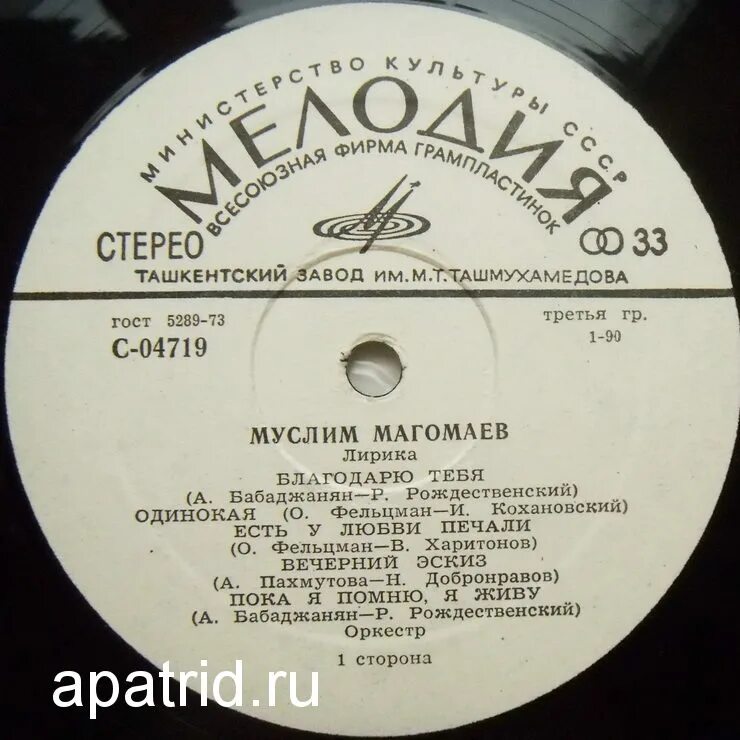 МИНИСТЕРСТВО КУЛЬТУРЫ СССР
МЕЛОДИЯ
ВСЕСОЮЗНАЯ ФИРМА ГРАМПЛАСТИНОК
СТЕРЕО 33
ТАШКЕНТСКИЙ ЗАВОД ИМ. М.Т. ТАШМУХАМЕДОВА
гост 5289-73 третья гр.
С-04719 1-90
МУСЛИМ МАГОМАЕВ
Лирика
БЛАГОДАРЮ ТЕБЯ
(А. Бабаджанян—Р. Рождественский)
ОДИНОКАЯ (О. Фельцман—И. Кохановский)
ЕСТЬ У ЛЮБВИ ПЕЧАЛИ
(О. Фельцман—В. Харитонов)
ВЕЧЕРНИЙ ЭСКИЗ
(А. Пахмутова—Н. Добронравов)
ПОКА Я ПОМНЮ, Я ЖИВУ
(А. Бабаджанян—Р. Рождественский)
Оркестр
1 сторона
apatrid.ru